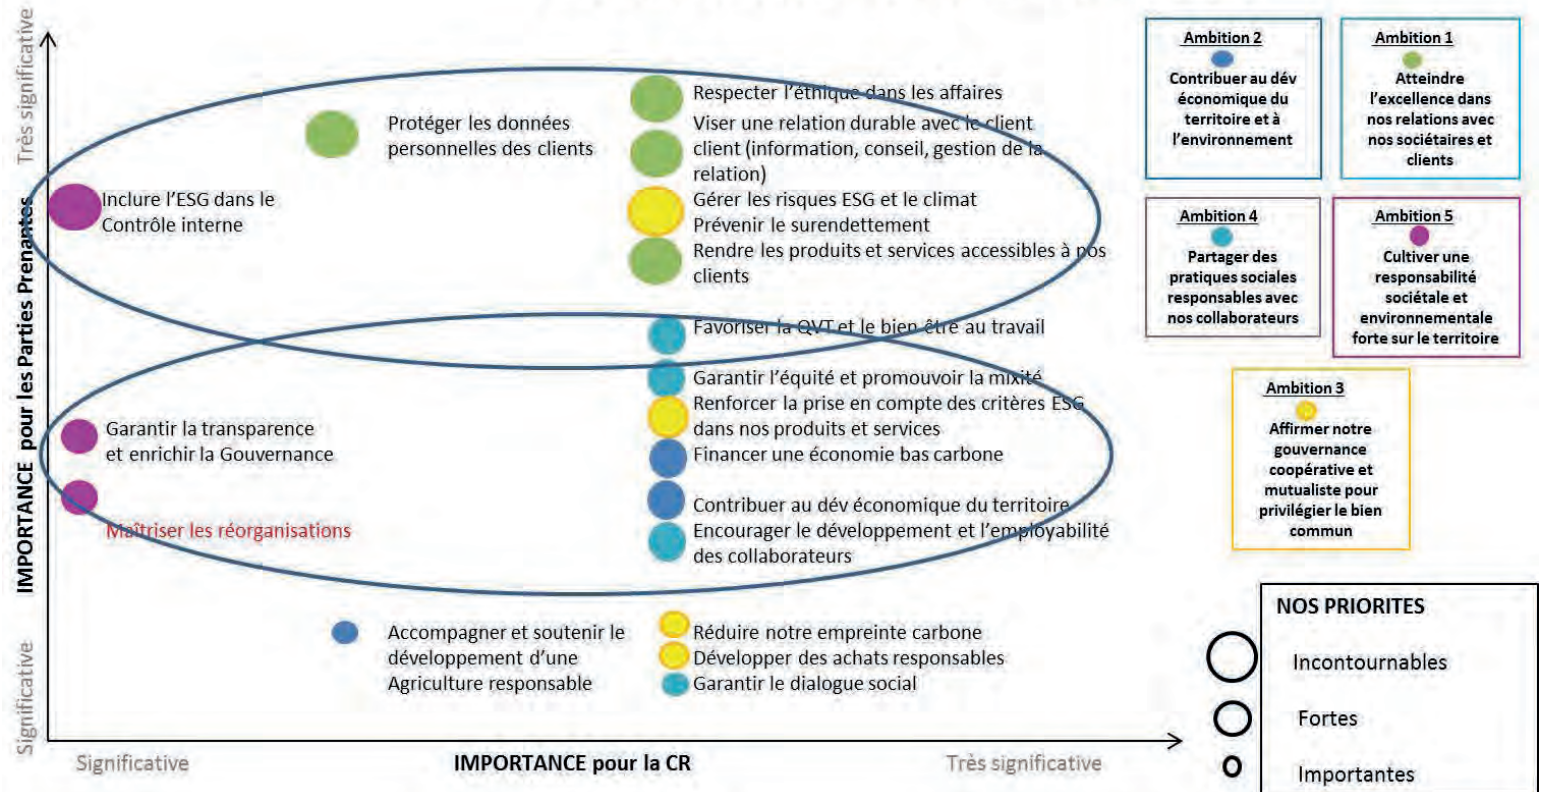 Très significative
IMPORTANCE pour les Parties Prenantes
Significative
Protéger les données
personnelles des clients
Inclure l'ESG dans le
Contrôle interne
Respecter l'éthique dans les affaires
Viser une relation durable avec le client
client (information, conseil, gestion de la
relation)
Gérer les risques ESG et le climat
Prévenir le surendettement
Rendre les produits et services accessibles à nos
clients
Favoriser la QVT et le bien être au travail
Garantir l'équité et promouvoir la mixité
Renforcer la prise en compte des critères ESG
dans nos produits et services
Financer une économie bas carbone
Contribuer au dév économique du territoire
Encourager le développement et l'employabilité
des collaborateurs
Garantir la transparence
et enrichir la Gouvernance
Maîtriser les réorganisations
Accompagner et soutenir le
développement d'une
Agriculture responsable
Réduire notre empreinte carbone
Développer des achats responsables
Garantir le dialogue social
Significative
IMPORTANCE pour la CR
Très significative
Ambition 2
Contribuer au dév
économique du
territoire et à
l'environnement
Ambition 1
Atteindre
l'excellence dans
nos relations avec
nos sociétaires et
clients
Ambition 4
Partager des
pratiques sociales
responsables avec
nos collaborateurs
Ambition 5
Cultiver une
responsabilité
sociétale et
environnementale
forte sur le territoire
Ambition 3
Affirmer notre
gouvernance
coopérative et
mutualiste pour
privilégier le bien
commun
NOS PRIORITES
Incontournables
Fortes
Importantes